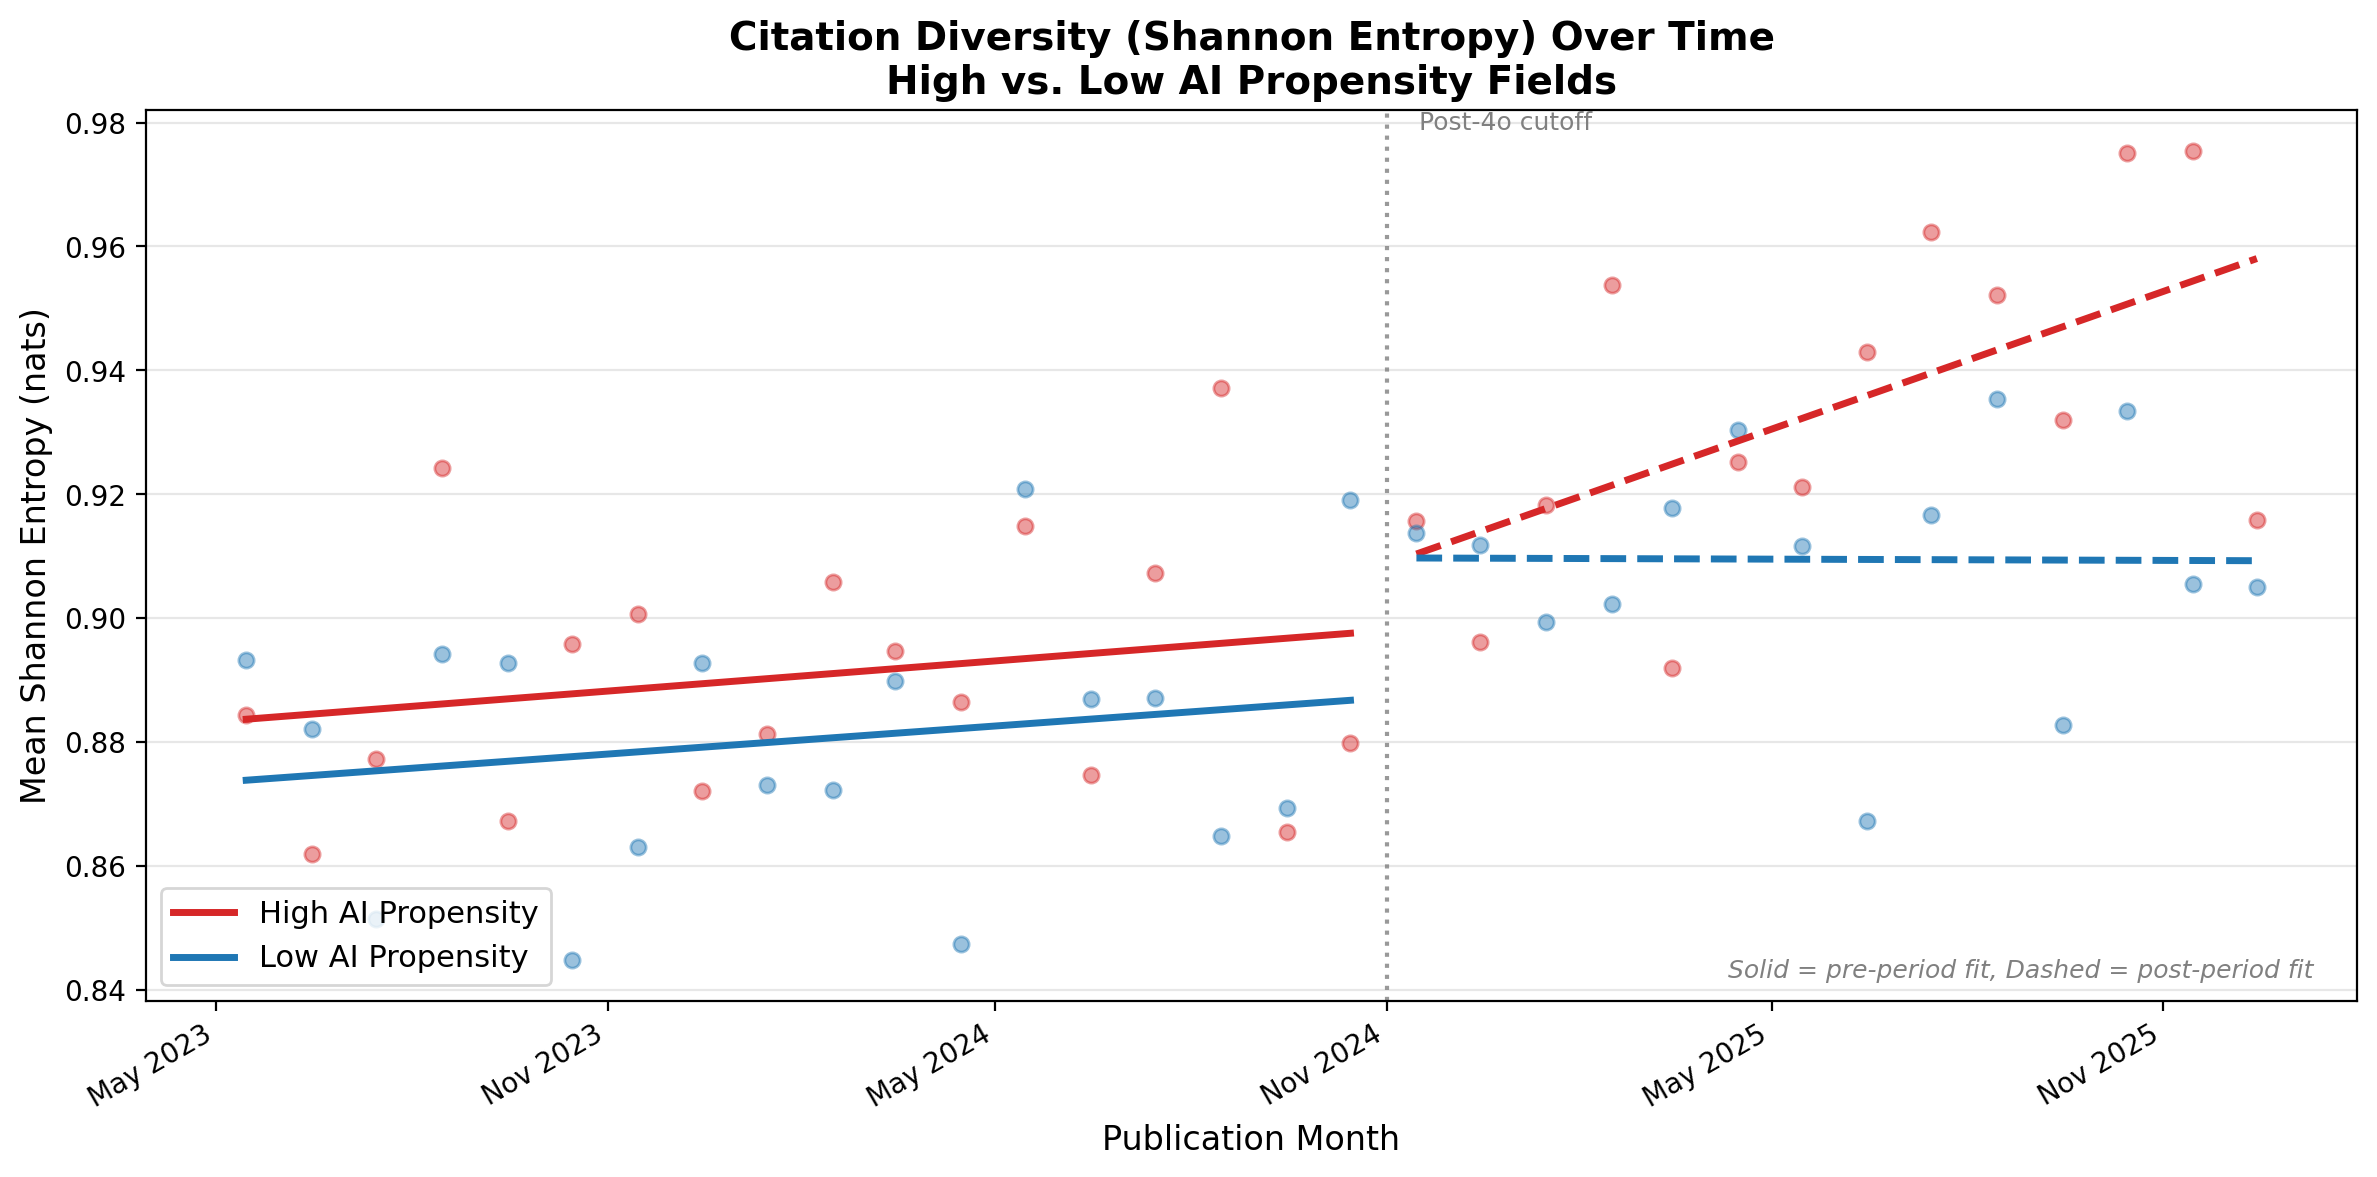 Citation Diversity (Shannon Entropy) Over Time
High vs. Low AI Propensity Fields
Post-4o cutoff
Mean Shannon Entropy (nats)
0.98
0.96
0.94
0.92
0.90
0.88
0.86
0.84
High AI Propensity
Low AI Propensity
Solid = pre-period fit, Dashed = post-period fit
May 2023
Nov 2023
May 2024
Nov 2024
May 2025
Nov 2025
Publication Month